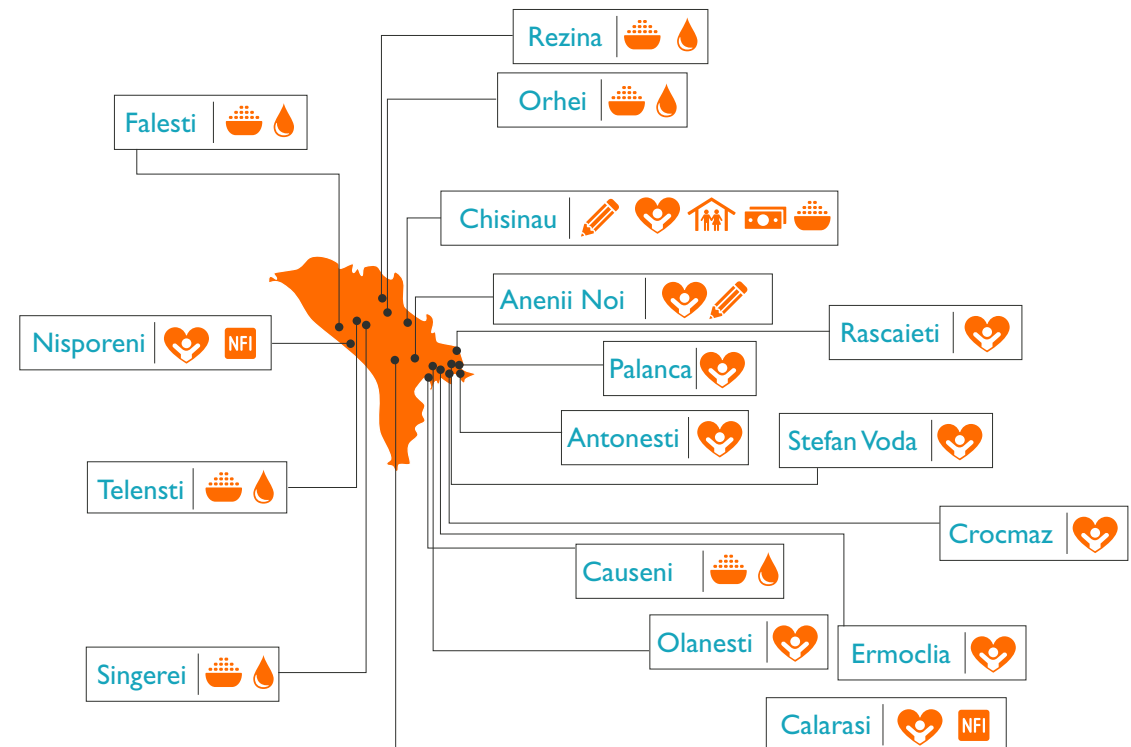 Rezina
Orhei
Falesti
Chisinau
Anenii Noi
Nisporeni NFI
Rascaieti
Palanca
Antonesti
Stefan Voda
Telensti
Crocmaz
Causeni
Olanesti
Ermoclia
Singerei
Calarasi NFI